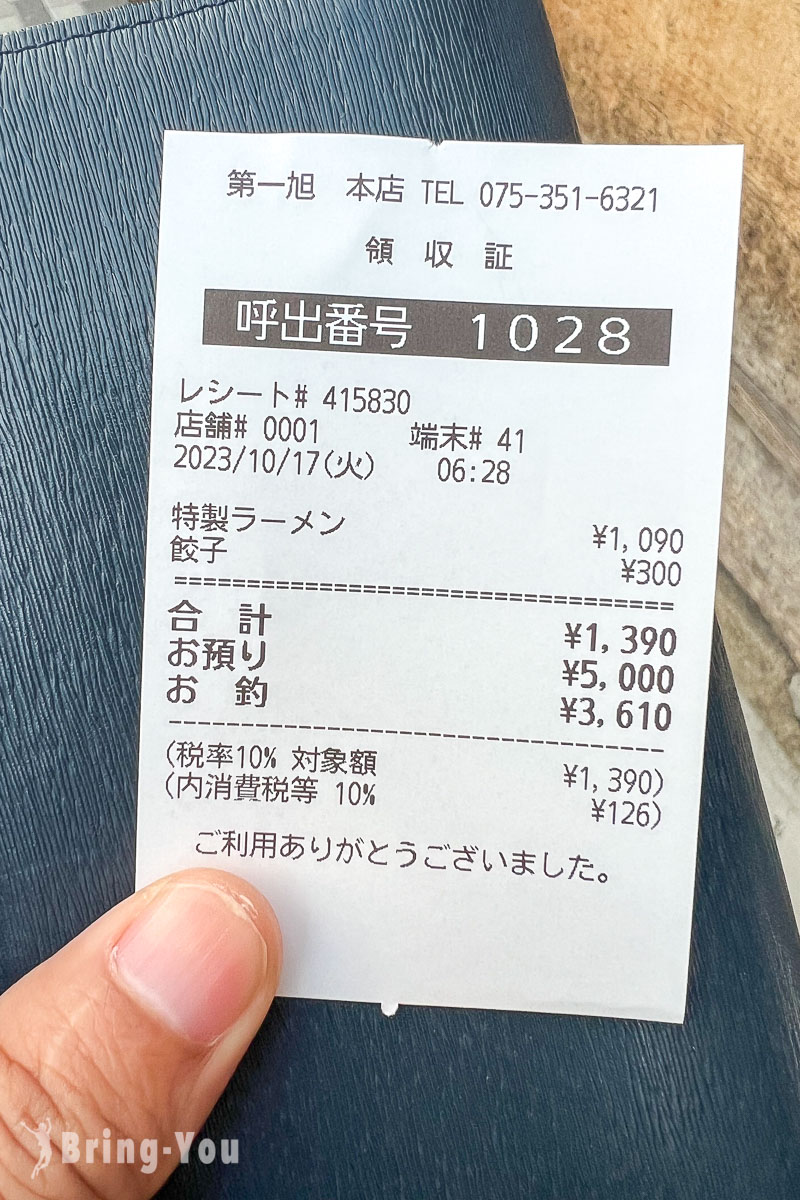 第一旭 本店 TEL 075-351-6321
領 収 証
呼出番号 1028
レシート# 415830
店舗# 0001 端末# 41
2023/10/17(火) 06:28
特製ラーメン ¥1,090
餃子 ¥300
合 計 ¥1,390
お預り ¥5,000
お 釣 ¥3,610
(税率10% 対象額 ¥1,390)
(内消費税等 10% ¥126)
ご利用ありがとうございました。
Bring-You